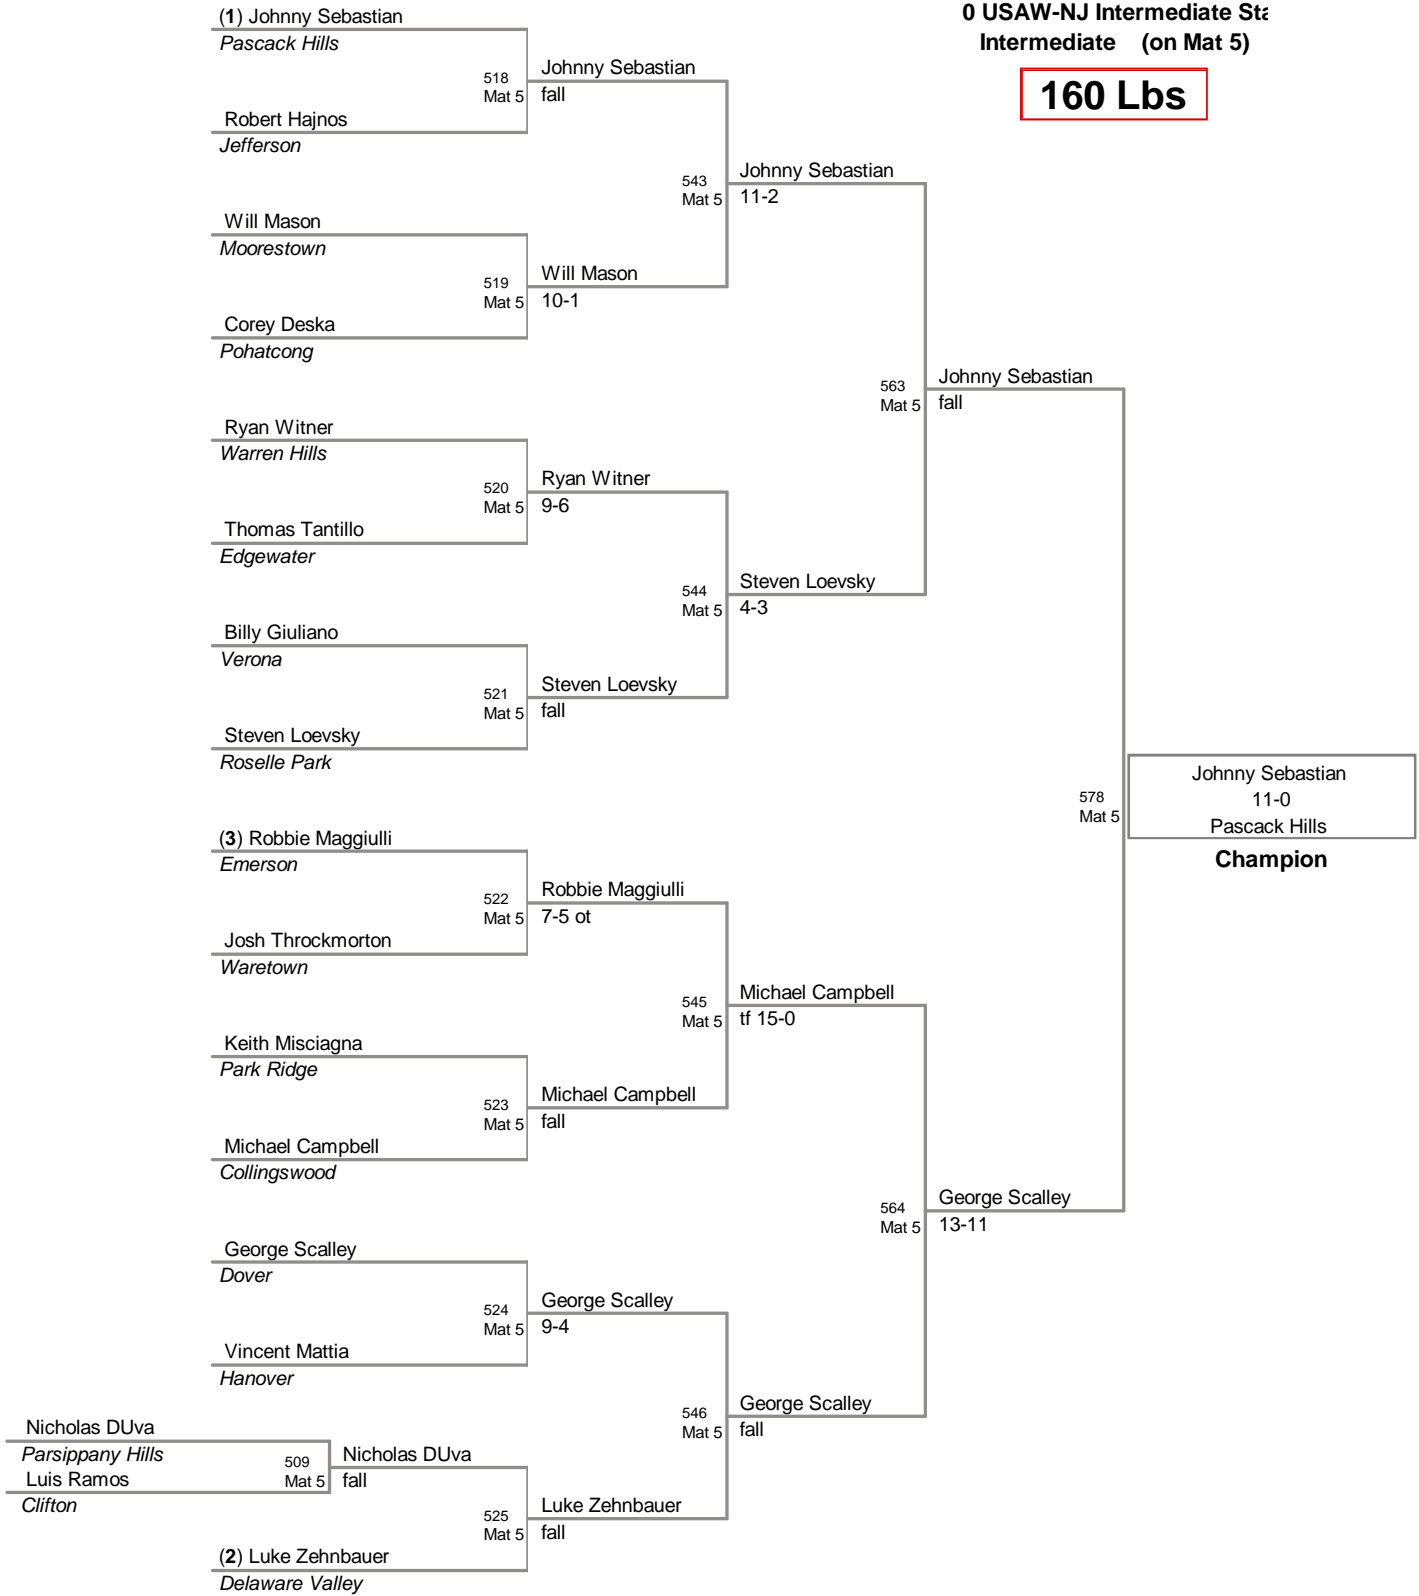 0 USAW-NJ Intermediate Sta
Intermediate (on Mat 5)
160 Lbs
(1) Johnny Sebastian
Pascack Hills
518
Mat 5
Johnny Sebastian
fall
Robert Hajnos
Jefferson
543
Mat 5
Johnny Sebastian
11-2
Will Mason
Moorestown
519
Mat 5
Will Mason
10-1
Corey Deska
Pohatcong
563
Mat 5
Johnny Sebastian
fall
Ryan Witner
Warren Hills
520
Mat 5
Ryan Witner
9-6
Thomas Tantillo
Edgewater
544
Mat 5
Steven Loevsky
4-3
Billy Giuliano
Verona
521
Mat 5
Steven Loevsky
fall
Steven Loevsky
Roselle Park
578
Mat 5
Johnny Sebastian
11-0
Pascack Hills
Champion
(3) Robbie Maggiulli
Emerson
522
Mat 5
Robbie Maggiulli
7-5 ot
Josh Throckmorton
Waretown
545
Mat 5
Michael Campbell
tf 15-0
Keith Misciagna
Park Ridge
523
Mat 5
Michael Campbell
fall
Michael Campbell
Collingswood
564
Mat 5
George Scalley
13-11
George Scalley
Dover
524
Mat 5
George Scalley
9-4
Vincent Mattia
Hanover
546
Mat 5
George Scalley
fall
Nicholas DUva
Parsippany Hills
Luis Ramos
Clifton
509
Mat 5
Nicholas DUva
fall
525
Mat 5
Luke Zehnbauer
fall
(2) Luke Zehnbauer
Delaware Valley